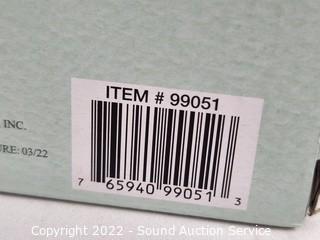 ITEM # 99051
INC.
URE: 03/22
7 65940 99051 3
Copyright 2022 - Sound Auction Service